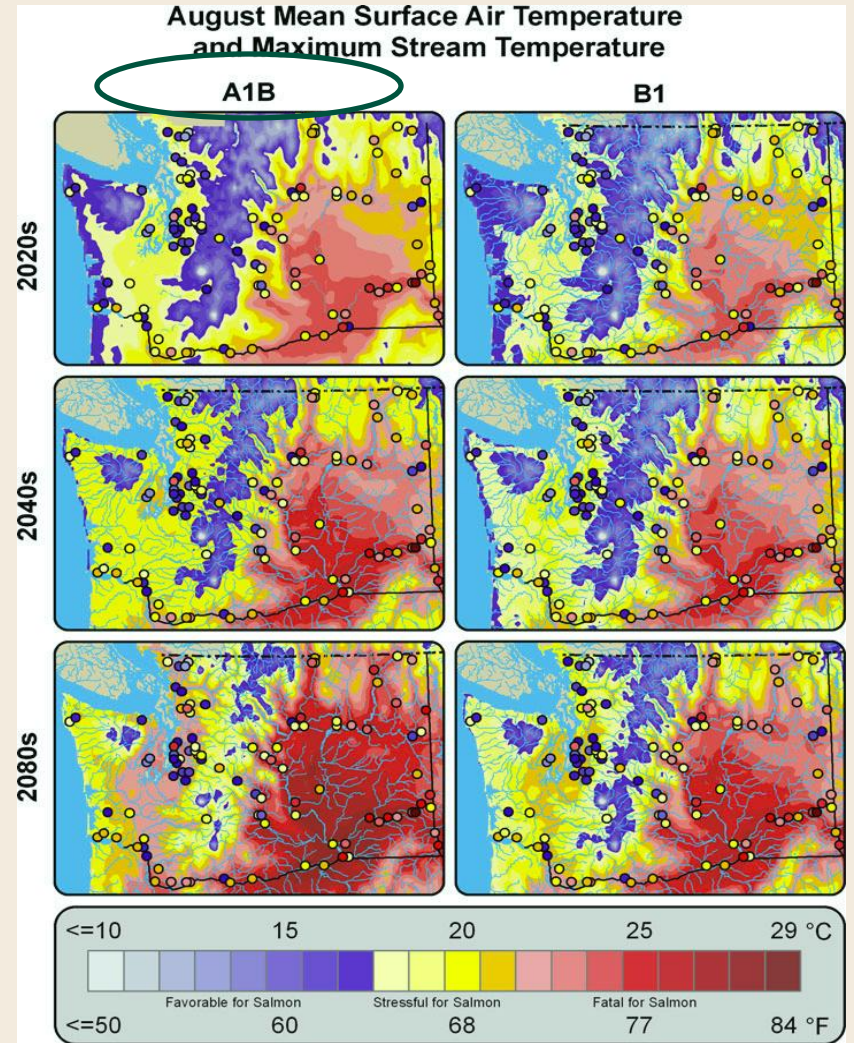 August Mean Surface Air Temperature
and Maximum Stream Temperature
A1B B1
2020s
2040s
2080s
<=10 15 20 25 29 °C
Favorable for Salmon Stressful for Salmon Fatal for Salmon
<=50 60 68 77 84 °F